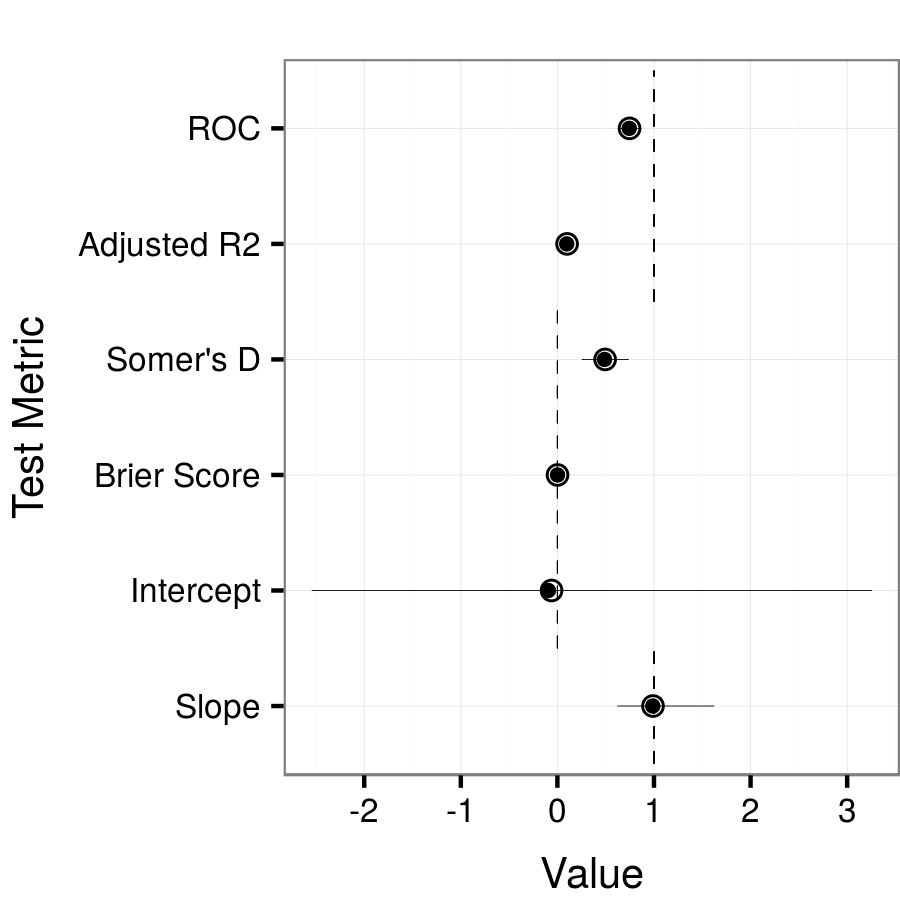 ROC
Adjusted R2
Somer's D
Brier Score
Intercept
Slope
Test Metric
-2 -1 0 1 2 3
Value